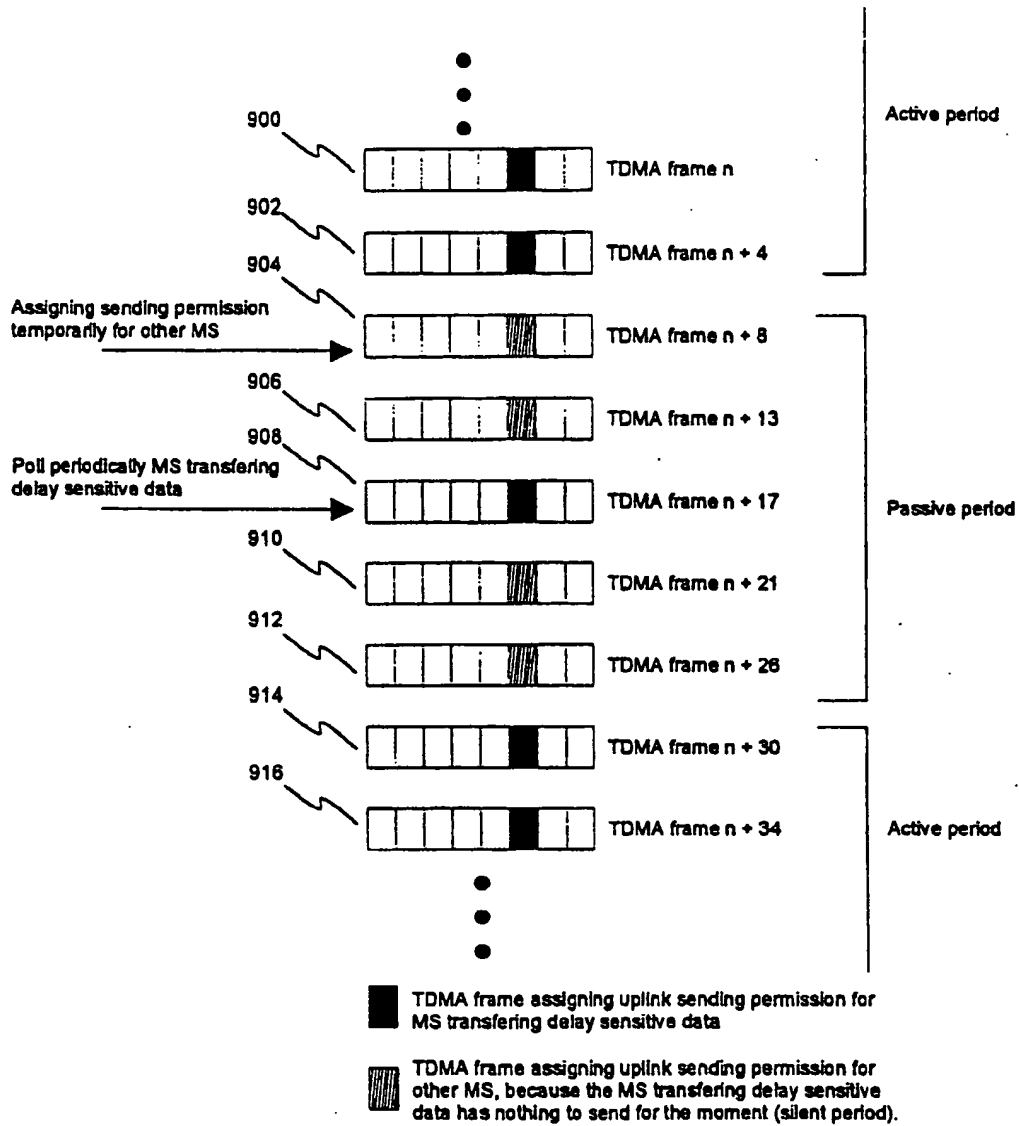 Active period
900
TDMA frame n
902
TDMA frame n + 4
904
Assigning sending permission
temporarily for other MS
TDMA frame n + 8
906
TDMA frame n + 13
908
Poll periodically MS transfering
delay sensitive data
TDMA frame n + 17
Passive period
910
TDMA frame n + 21
912
TDMA frame n + 26
914
TDMA frame n + 30
916
TDMA frame n + 34
Active period
TDMA frame assigning uplink sending permission for
MS transfering delay sensitive data
TDMA frame assigning uplink sending permission for
other MS, because the MS transfering delay sensitive
data has nothing to send for the moment (silent period).